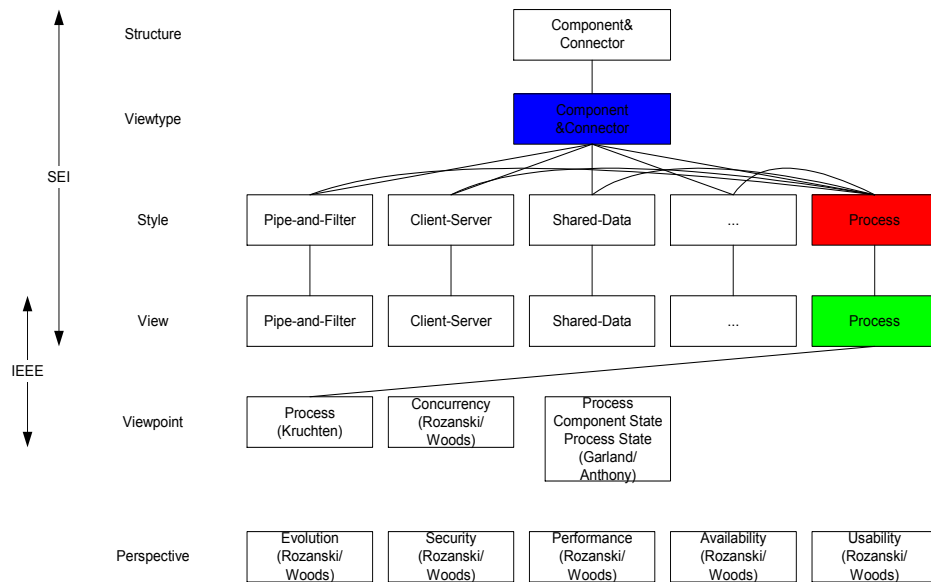 Structure
Component&
Connector
Viewtype
Component
&Connector
SEI
Style
Pipe-and-Filter
Client-Server
Shared-Data
...
Process
View
Pipe-and-Filter
Client-Server
Shared-Data
...
Process
IEEE
Viewpoint
Process
(Kruchten)
Concurrency
(Rozanski/
Woods)
Process
Component State
Process State
(Garland/
Anthony)
Perspective
Evolution
(Rozanski/
Woods)
Security
(Rozanski/
Woods)
Performance
(Rozanski/
Woods)
Availability
(Rozanski/
Woods)
Usability
(Rozanski/
Woods)